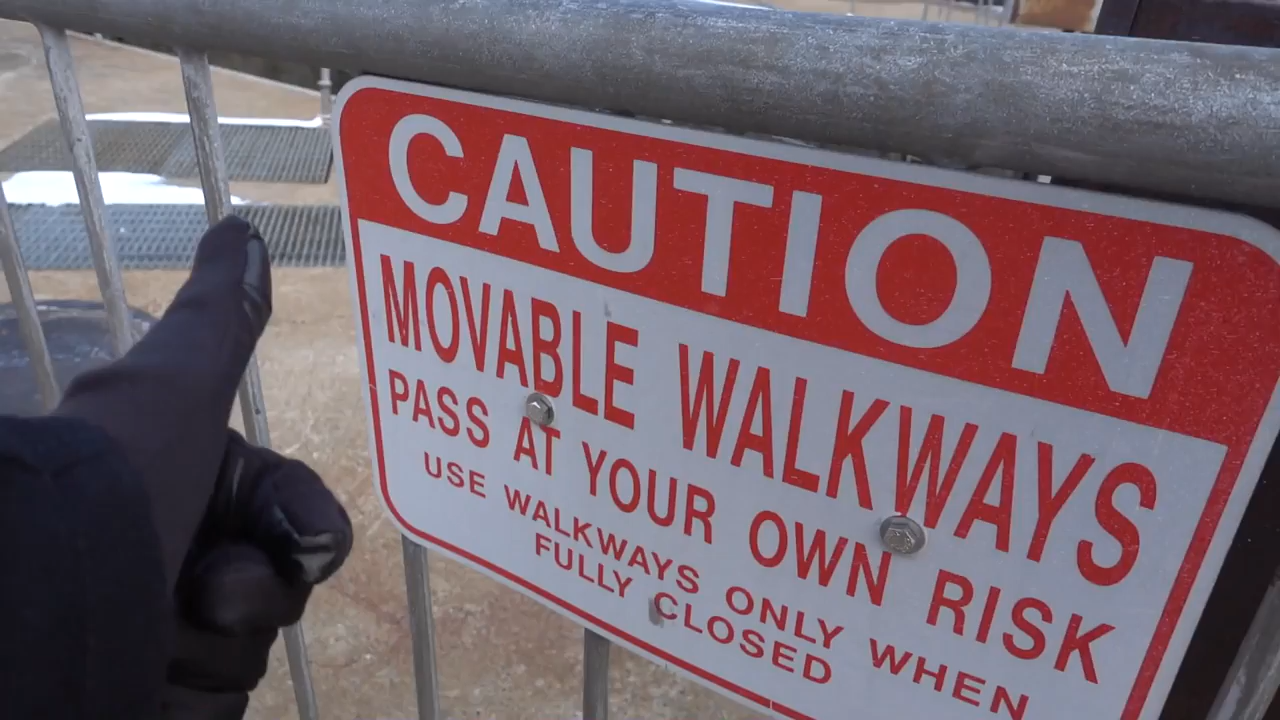 CAUTION
MOVABLE WALKWAYS
PASS AT YOUR OWN RISK
USE WALKWAYS ONLY WHEN
FULLY CLOSED